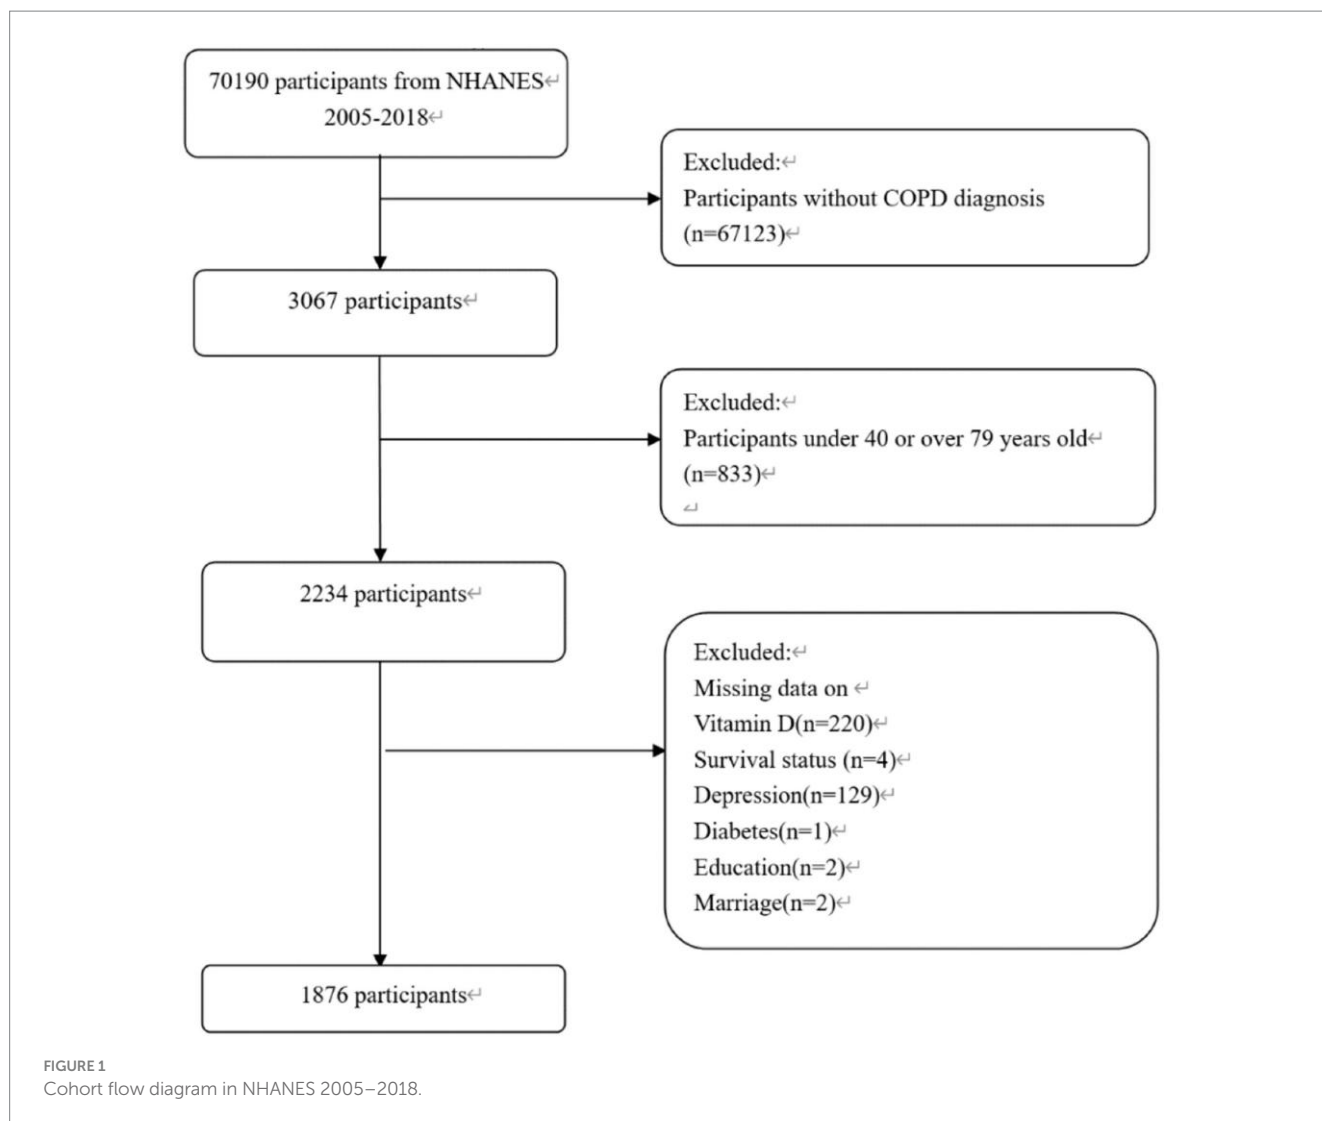 70190 participants from NHANES↵
2005-2018↵
Excluded:↵
Participants without COPD diagnosis
(n=67123)↵
3067 participants↵
Excluded:↵
Participants under 40 or over 79 years old↵
(n=833)↵
↵
2234 participants↵
Excluded:↵
Missing data on ↵
Vitamin D(n=220)↵
Survival status (n=4)↵
Depression(n=129)↵
Diabetes(n=1)↵
Education(n=2)↵
Marriage(n=2)↵
1876 participants↵
FIGURE 1
Cohort flow diagram in NHANES 2005–2018.